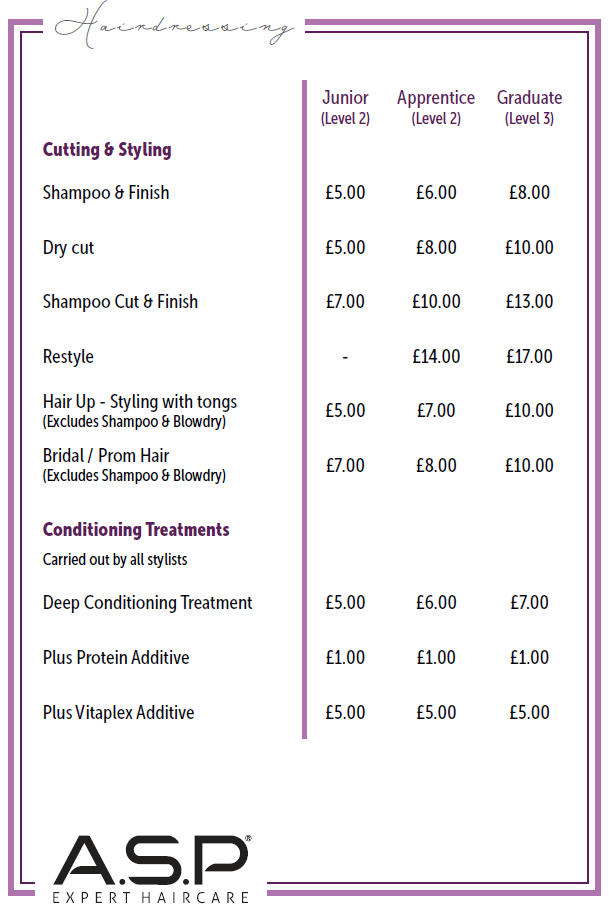 Hairdressing
Junior Apprentice Graduate
(Level 2) (Level 2) (Level 3)
Cutting & Styling
Shampoo & Finish £5.00 £6.00 £8.00
Dry cut £5.00 £8.00 £10.00
Shampoo Cut & Finish £7.00 £10.00 £13.00
Restyle - £14.00 £17.00
Hair Up - Styling with tongs £5.00 £7.00 £10.00
(Excludes Shampoo & Blowdry)
Bridal / Prom Hair £7.00 £8.00 £10.00
(Excludes Shampoo & Blowdry)
Conditioning Treatments
Carried out by all stylists
Deep Conditioning Treatment £5.00 £6.00 £7.00
Plus Protein Additive £1.00 £1.00 £1.00
Plus Vitaplex Additive £5.00 £5.00 £5.00
A.S.P®
EXPERT HAIRCARE